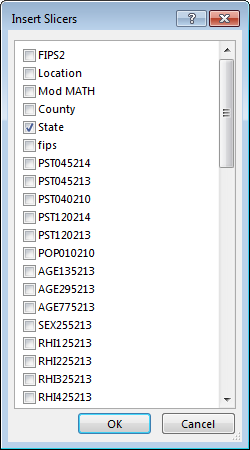 Insert Slicers
FIPS2
Location
Mod MATH
County
State
fips
PST045214
PST045213
PST040210
PST120214
PST120213
POP010210
AGE135213
AGE295213
AGE775213
SEX255213
RHI125213
RHI225213
RHI325213
RHI425213
OK Cancel